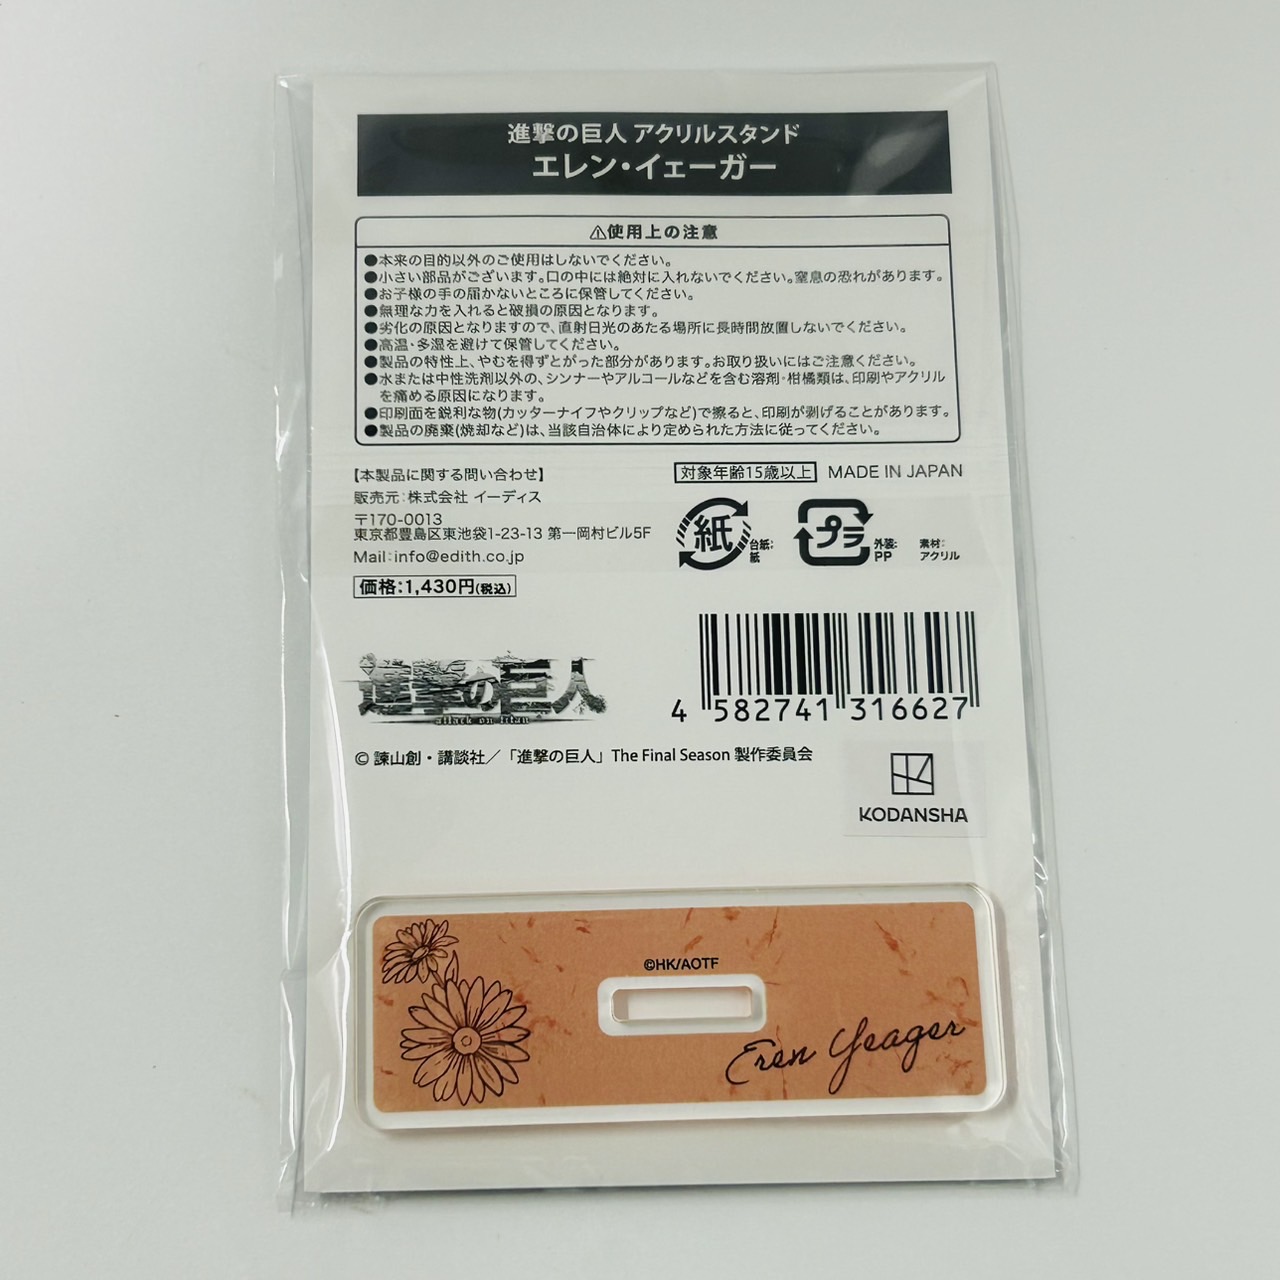 進撃の巨人 アクリルスタンド
エレン・イェーガー
⚠使用上の注意
●本来の目的以外のご使用はしないでください。
●小さい部品がございます。口の中には絶対に入れないでください。窒息の恐れがあります。
●お子様の手の届かないところに保管してください。
●無理な力を入れると破損の原因となります。
●劣化の原因となりますので、直射日光のあたる場所に長時間放置しないでください。
●高温・多湿を避けて保管してください。
●製品の特性上、やむを得ずとがった部分があります。お取り扱いにはご注意ください。
●水または中性洗剤以外の、シンナーやアルコールなどを含む溶剤・柑橘類は、印刷やアクリル
を痛める原因になります。
●印刷面を鋭利な物(カッターナイフやクリップなど)で擦ると、印刷が剥げることがあります。
●製品の廃棄(焼却など)は、当該自治体により定められた方法に従ってください。
【本製品に関する問い合わせ】
販売元:株式会社 イーディス
〒170-0013
東京都豊島区東池袋1-23-13 第一岡村ビル5F
Mail:info@edith.co.jp
価格:1,430円(税込)
対象年齢15歳以上 MADE IN JAPAN
紙
台紙:
紙
プラ
外装:
PP
素材:
アクリル
進撃の巨人
attack on titan
4 582741 316627
© 諫山創・講談社／「進撃の巨人」The Final Season 製作委員会
KODANSHA
©HK/AOTF
Eren Yeager